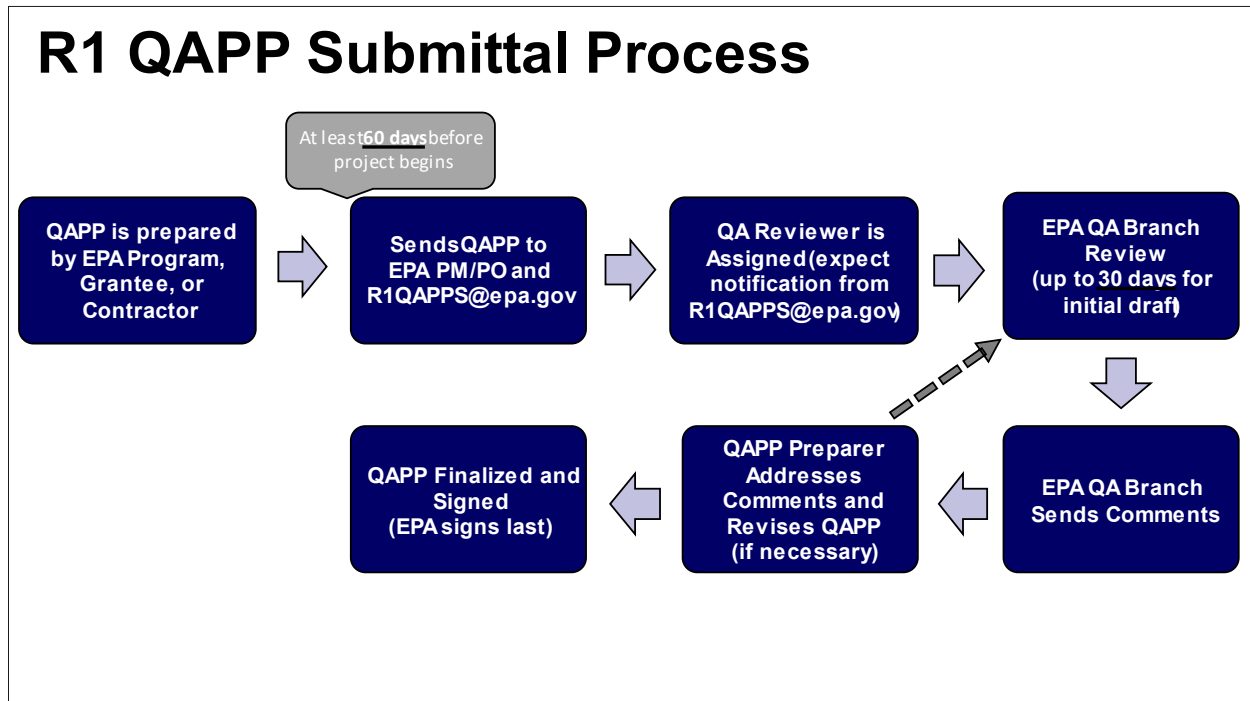 R1 QAPP Submittal Process
At least 60 days before
project begins
QAPP is prepared
by EPA Program,
Grantee, or
Contractor
Sends QAPP to
EPA PM/PO and
R1QAPPS@epa.gov
QA Reviewer is
Assigned (expect
notification from
R1QAPPS@epa.gov)
EPA QA Branch
Review
(up to 30 days for
initial draft)
EPA QA Branch
Sends Comments
QAPP Preparer
Addresses
Comments and
Revises QAPP
(if necessary)
QAPP Finalized and
Signed
(EPA signs last)